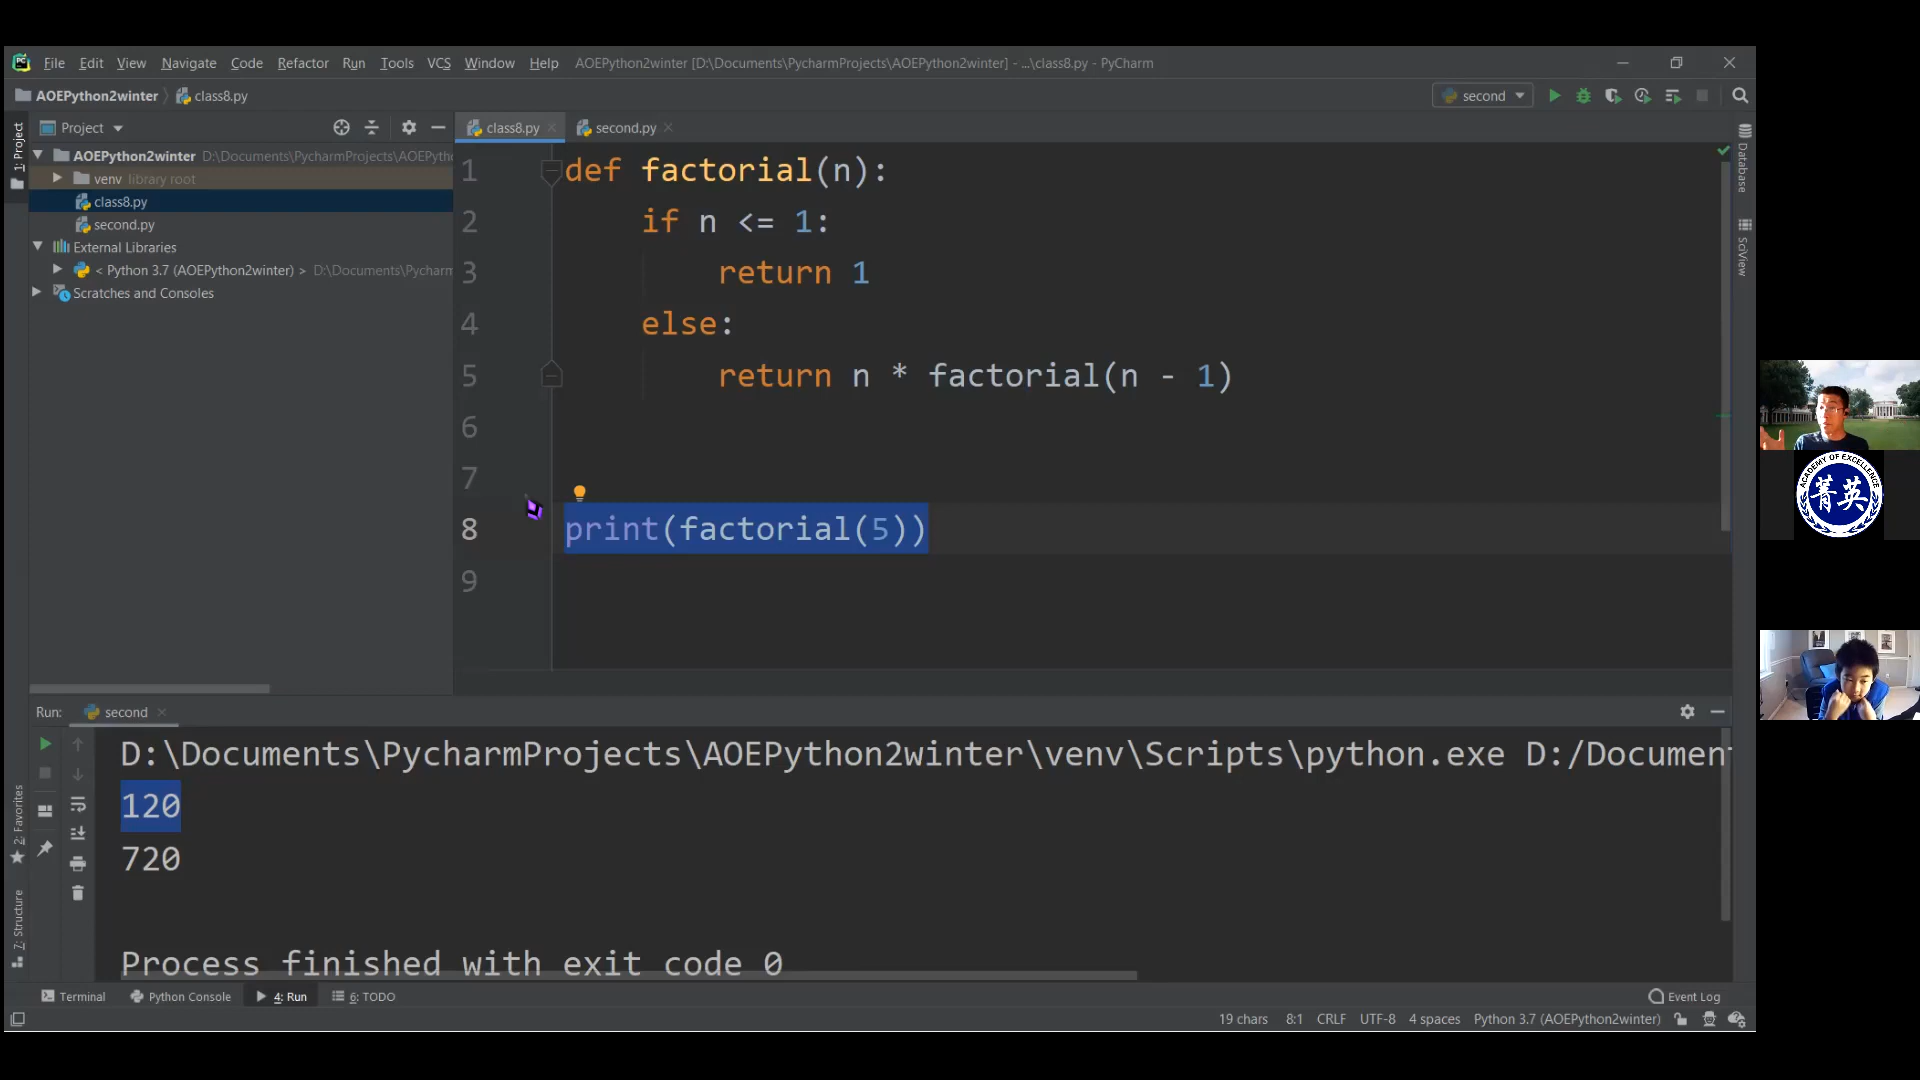 File Edit View Navigate Code Refactor Run Tools VCS Window Help AOEPython2winter [D:\Documents\PycharmProjects\AOEPython2winter] - ...\class8.py - PyCharm
AOEPython2winter class8.py second
Project class8.py second.py
1: Project
AOEPython2winter D:\Documents\PycharmProjects\AOEPyth
venv library root
class8.py
second.py
External Libraries
< Python 3.7 (AOEPython2winter) > D:\Documents\Pycharm
Scratches and Consoles
1 def factorial(n):
2 if n <= 1:
3 return 1
4 else:
5 return n * factorial(n - 1)
6
7
8 print(factorial(5))
9
Database
SciView
ACADEMY OF EXCELLENCE
菁英
Run: second
D:\Documents\PycharmProjects\AOEPython2winter\venv\Scripts\python.exe D:/Documen
120
720
Process finished with exit code 0
2: Favorites
7: Structure
Terminal Python Console 4: Run 6: TODO Event Log
19 chars 8:1 CRLF UTF-8 4 spaces Python 3.7 (AOEPython2winter)